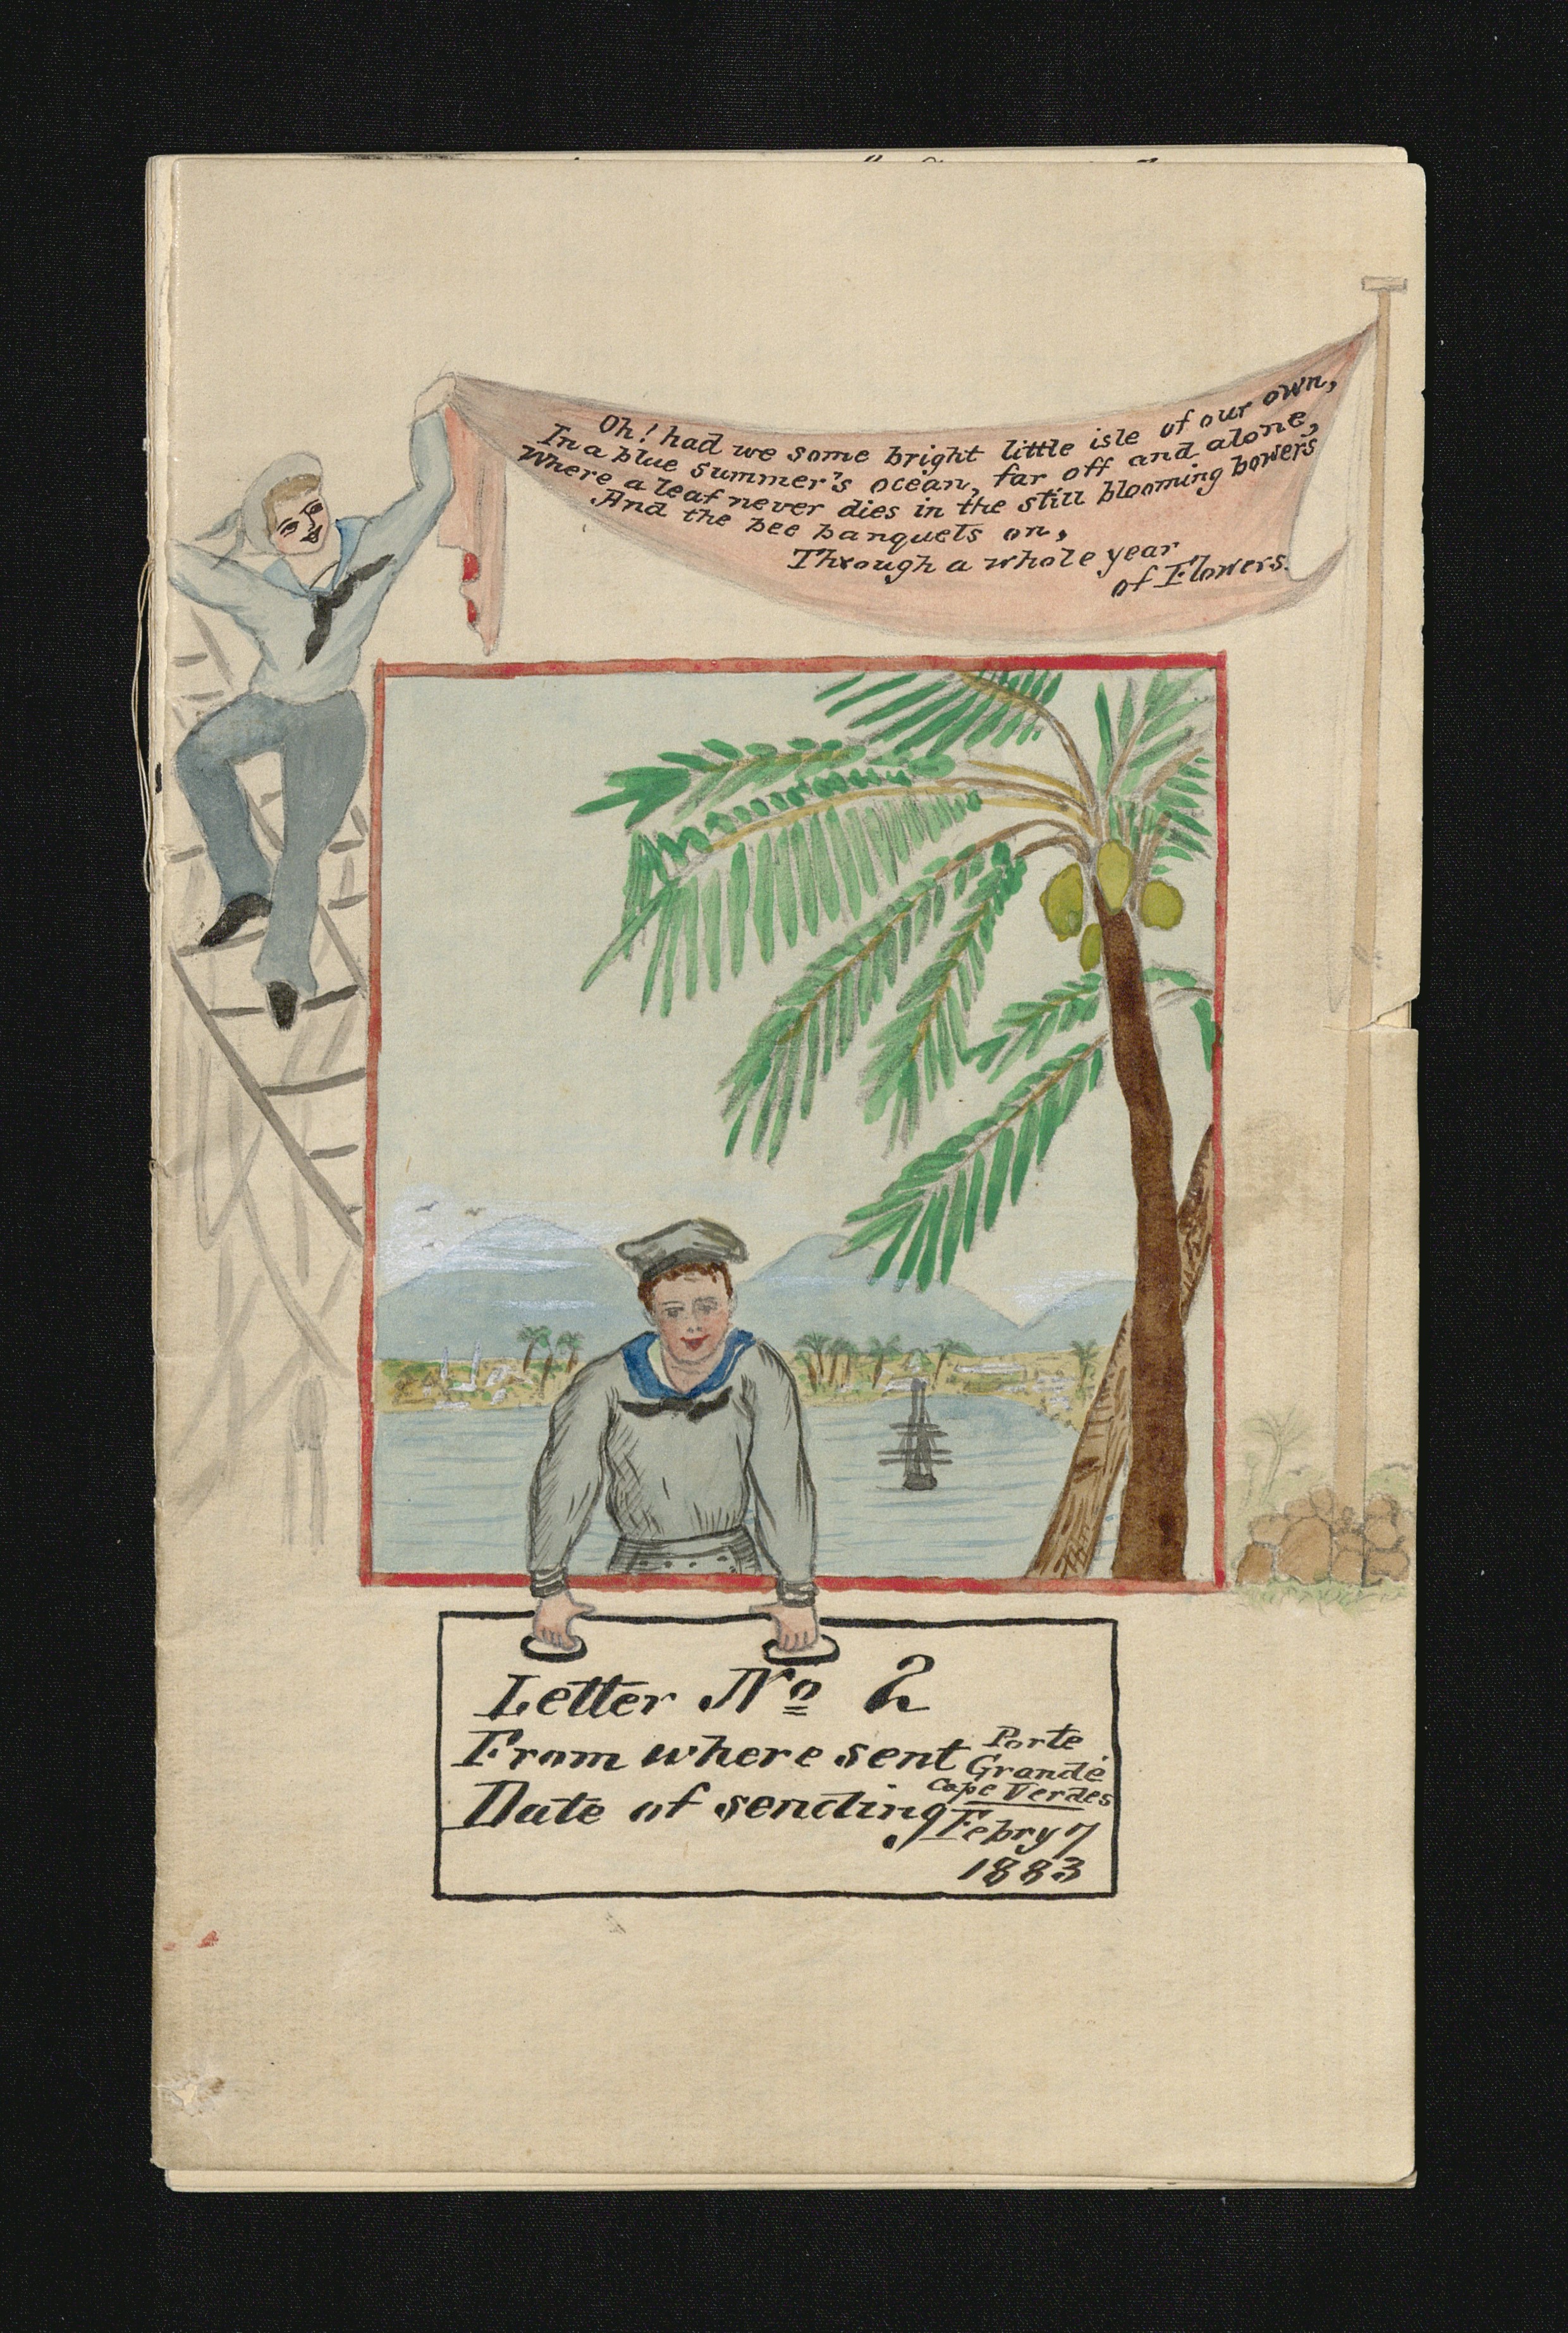 Oh! had we some bright little isle of our own,
In a blue summer's ocean, far off and alone,
Where a leaf never dies in the still blooming bowers
And the bee banquets on,
Through a whole year
of Flowers.
Letter No 2
From where sent Porte
Grande
Cape Verdes
Date of sending Febry 7
1883